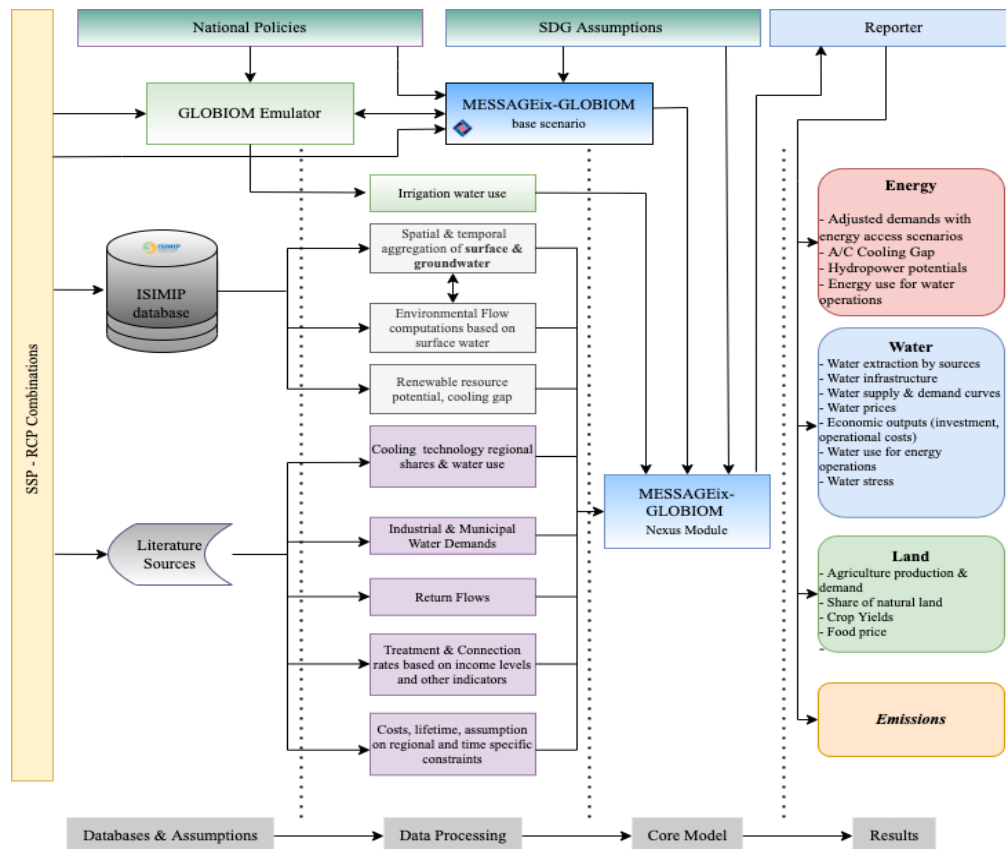 National Policies
SDG Assumptions
Reporter
GLOBIOM Emulator
MESSAGEix-GLOBIOM
base scenario
SSP - RCP Combinations
Irrigation water use
ISIMIP
ISIMIP
database
Spatial & temporal
aggregation of surface &
groundwater
Environmental Flow
computations based on
surface water
Renewable resource
potential, cooling gap
Literature
Sources
Cooling technology regional
shares & water use
Industrial & Municipal
Water Demands
Return Flows
Treatment & Connection
rates based on income levels
and other indicators
Costs, lifetime, assumption
on regional and time specific
constraints
MESSAGEix-
GLOBIOM
Nexus Module
Energy
- Adjusted demands with
energy access scenarios
- A/C Cooling Gap
- Hydropower potentials
- Energy use for water
operations
Water
- Water extraction by sources
- Water infrastructure
- Water supply & demand curves
- Water prices
- Economic outputs (investment,
operational costs)
- Water use for energy
operations
- Water stress
Land
- Agriculture production &
demand
- Share of natural land
- Crop Yields
- Food price
-
Emissions
Databases & Assumptions
Data Processing
Core Model
Results